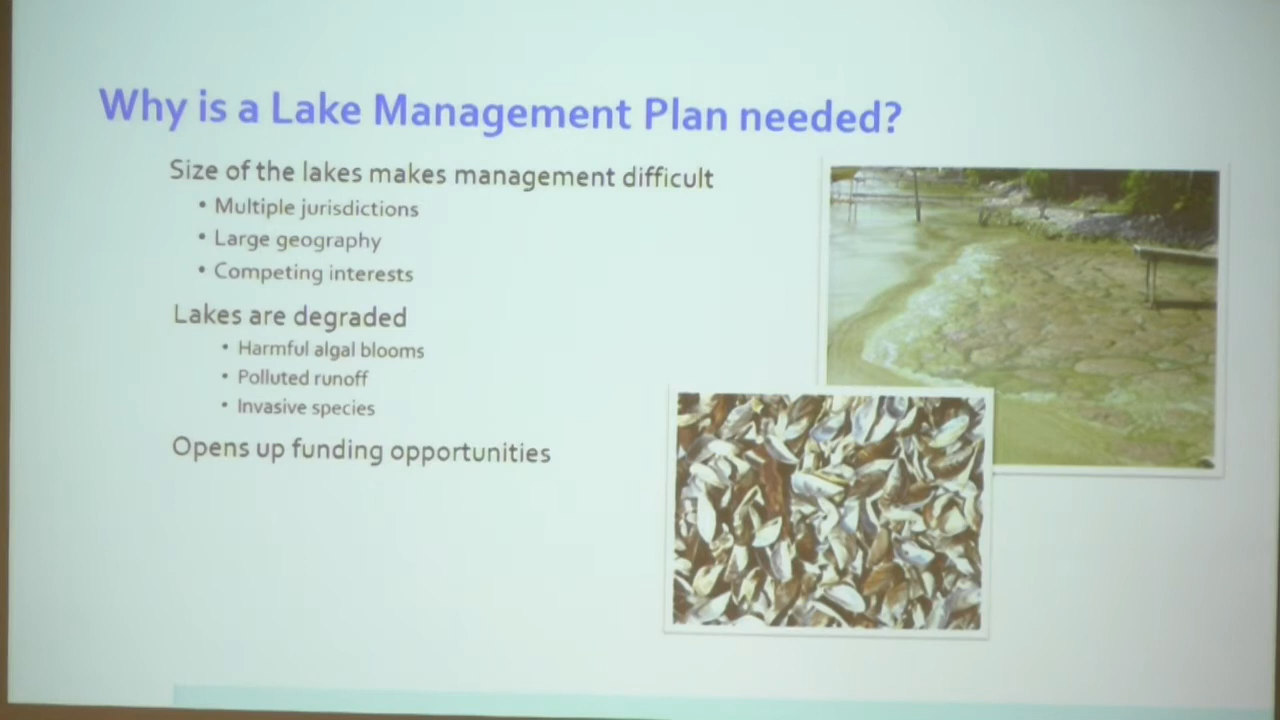 Why is a Lake Management Plan needed?
Size of the lakes makes management difficult
• Multiple jurisdictions
• Large geography
• Competing interests
Lakes are degraded
• Harmful algal blooms
• Polluted runoff
• Invasive species
Opens up funding opportunities